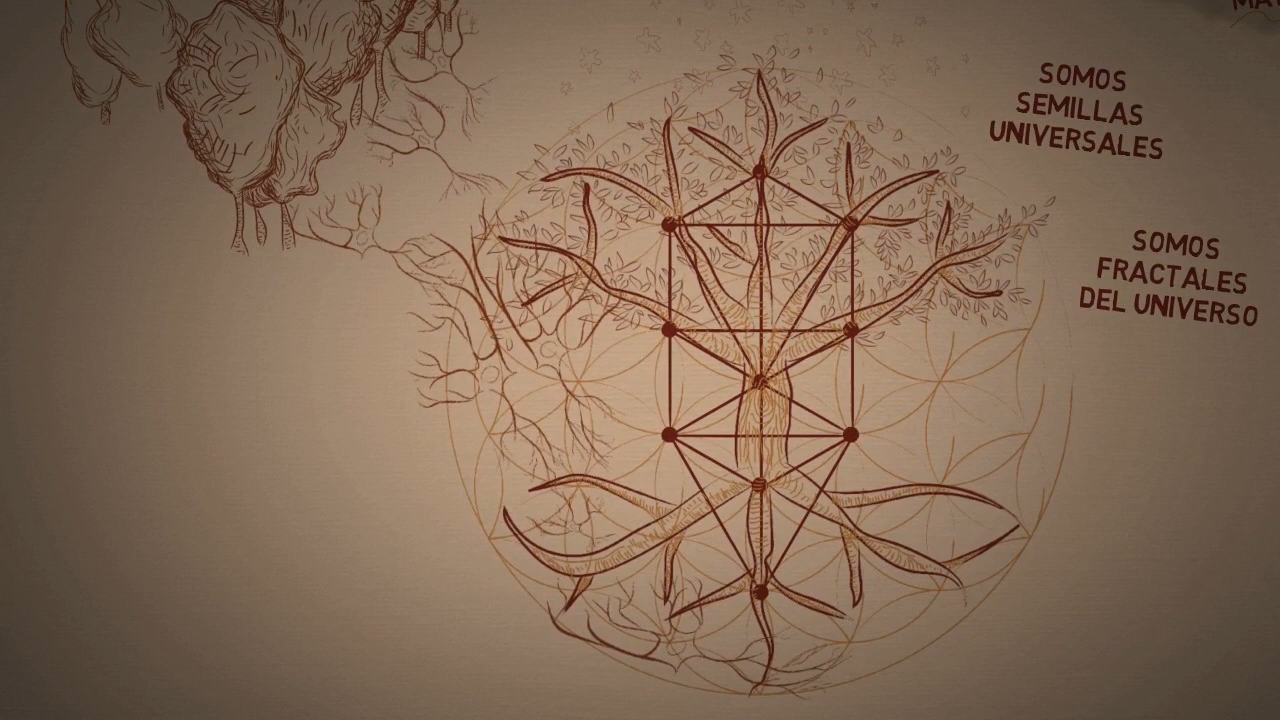 SOMOS
SEMILLAS
UNIVERSALES
SOMOS
FRACTALES
DEL UNIVERSO